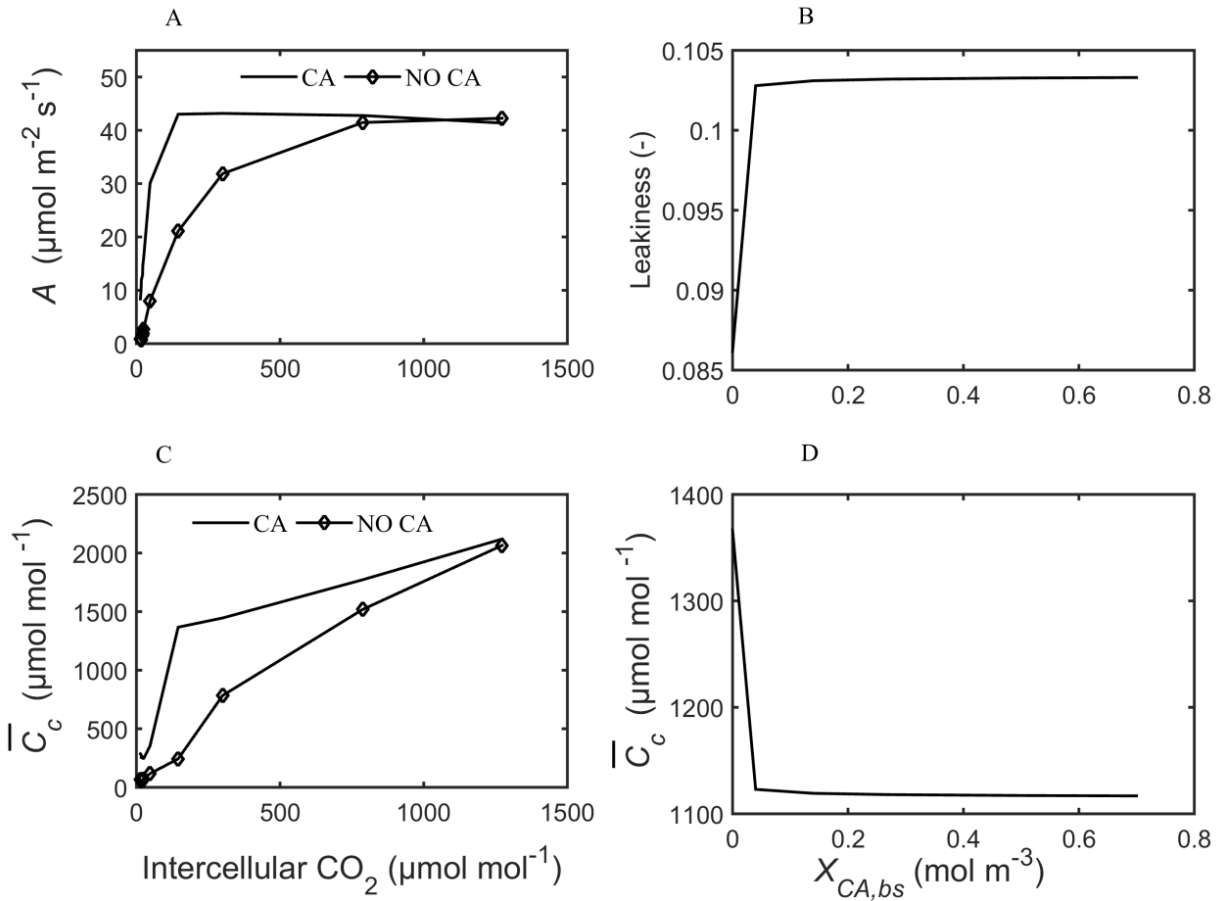 A
A (μmol m⁻² s⁻¹)
50
40
30
20
10
0
CA
NO CA
0 500 1000 1500
B
Leakiness (-)
0.105
0.1
0.095
0.09
0.085
0 0.2 0.4 0.6 0.8
C
C̅c (μmol mol⁻¹)
2500
2000
1500
1000
500
0
CA
NO CA
0 500 1000 1500
Intercellular CO₂ (μmol mol⁻¹)
D
C̅c (μmol mol⁻¹)
1400
1300
1200
1100
0 0.2 0.4 0.6 0.8
X_CA,bs (mol m⁻³)